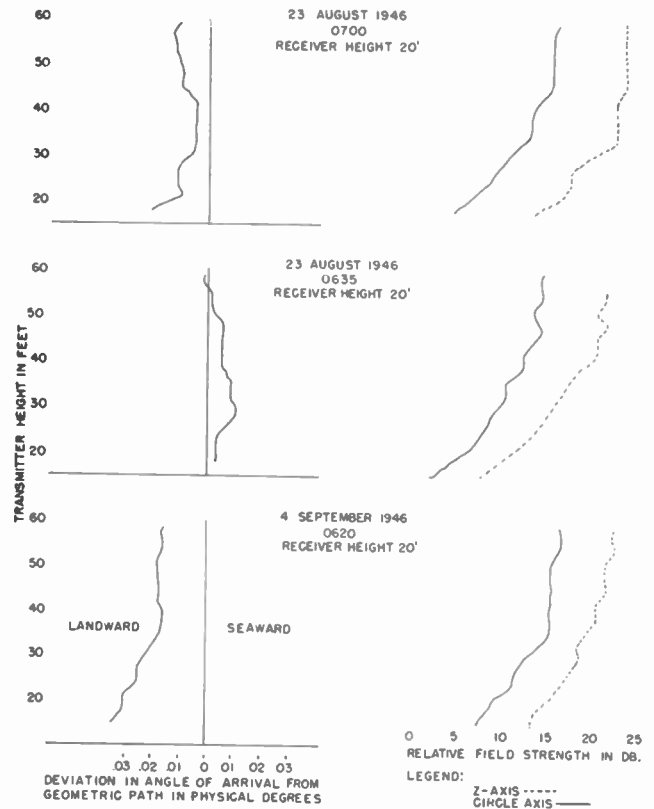 23 AUGUST 1946
0700
RECEIVER HEIGHT 20'
60
50
40
30
20
23 AUGUST 1946
0635
RECEIVER HEIGHT 20'
60
50
40
30
20
TRANSMITTER HEIGHT IN FEET
4 SEPTEMBER 1946
0620
RECEIVER HEIGHT 20'
60
50
40
30
20
LANDWARD
SEAWARD
.03 .02 .01 0 .01 .02 .03
DEVIATION IN ANGLE OF ARRIVAL FROM
GEOMETRIC PATH IN PHYSICAL DEGREES
0 5 10 15 20 25
RELATIVE FIELD STRENGTH IN DB.
LEGEND:
Z-AXIS -----
CIRCLE AXIS ———